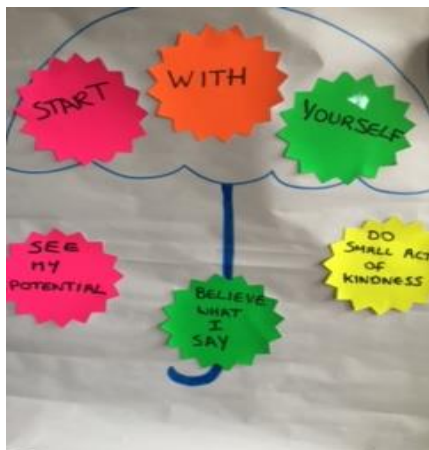 START
WITH
YOURSELF
SEE
MY
POTENTIAL
BELIEVE
WHAT
I
SAY
DO
SMALL ACT
OF
KINDNESS